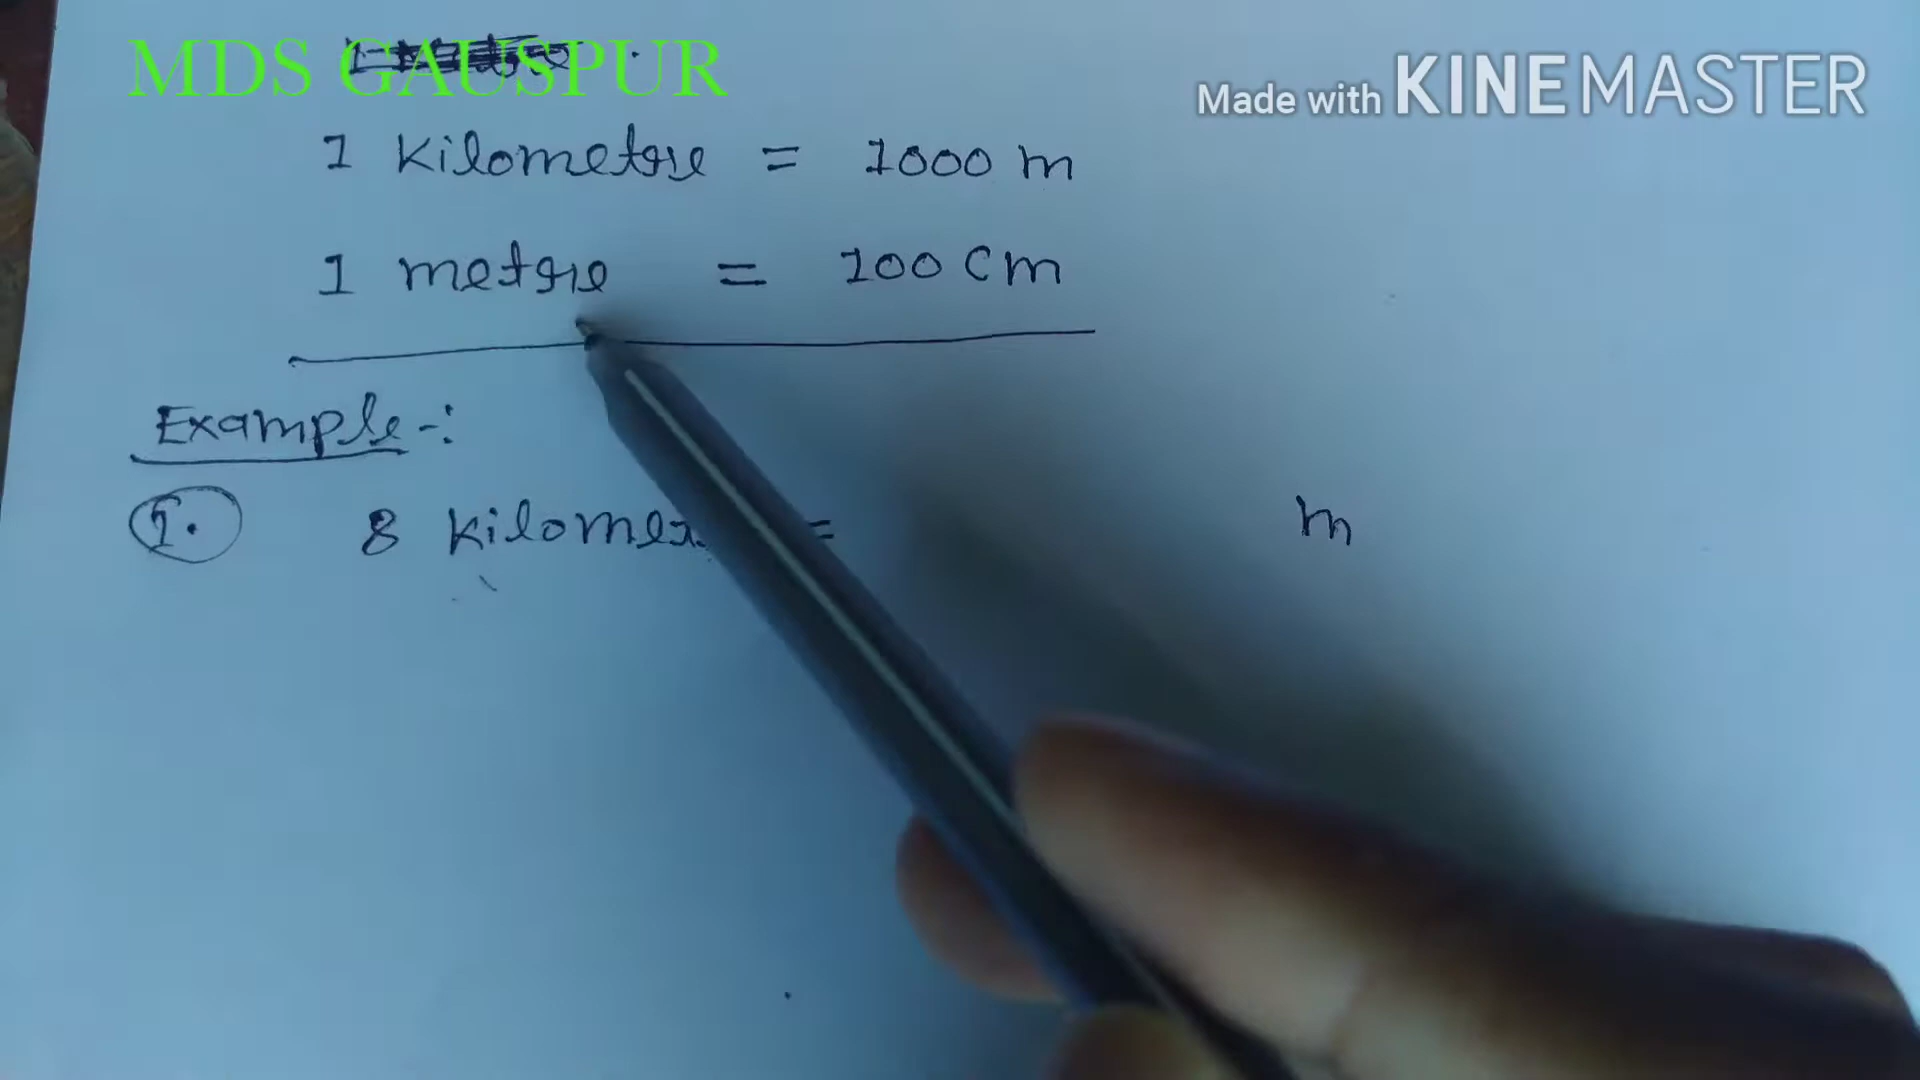 MDS GAUSPUR
Made with KINEMASTER
1 Kilometre = 1000 m
1 metre = 100 cm
Example -:
1. 8 kilome = m